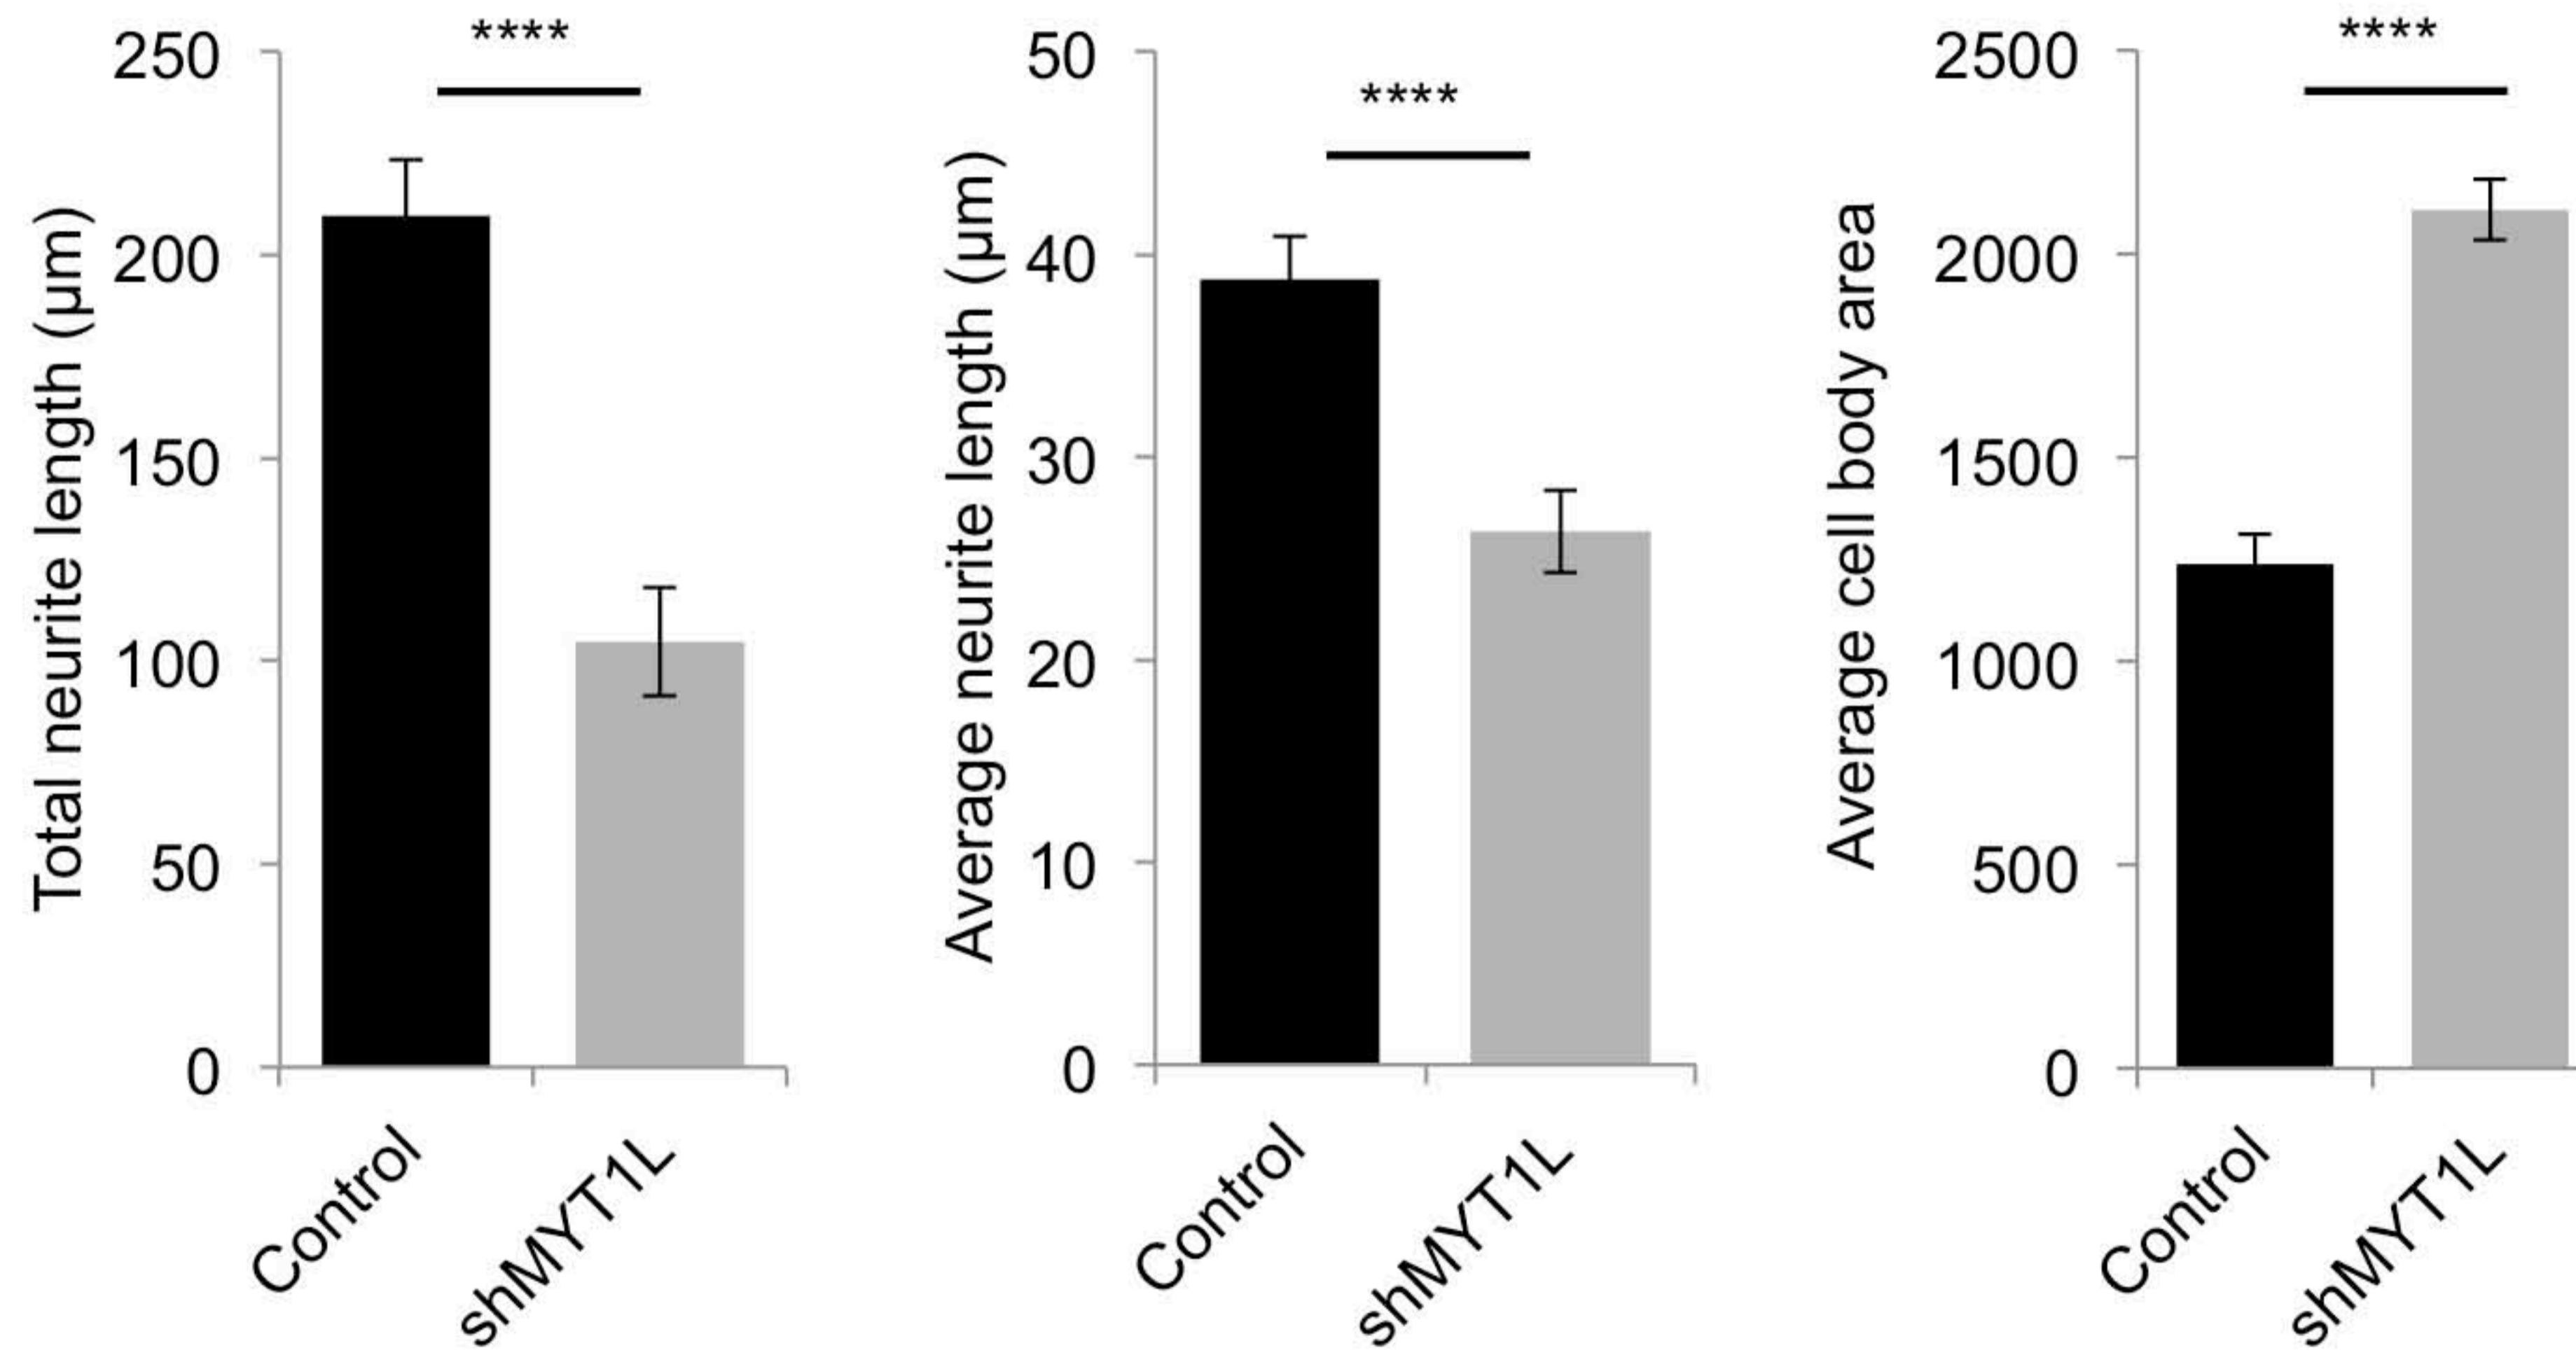 ****
250
200
150
100
50
0
Total neurite length (µm)
Control
shMYT1L
****
50
40
30
20
10
0
Average neurite length (µm)
Control
shMYT1L
****
2500
2000
1500
1000
500
0
Average cell body area
Control
shMYT1L